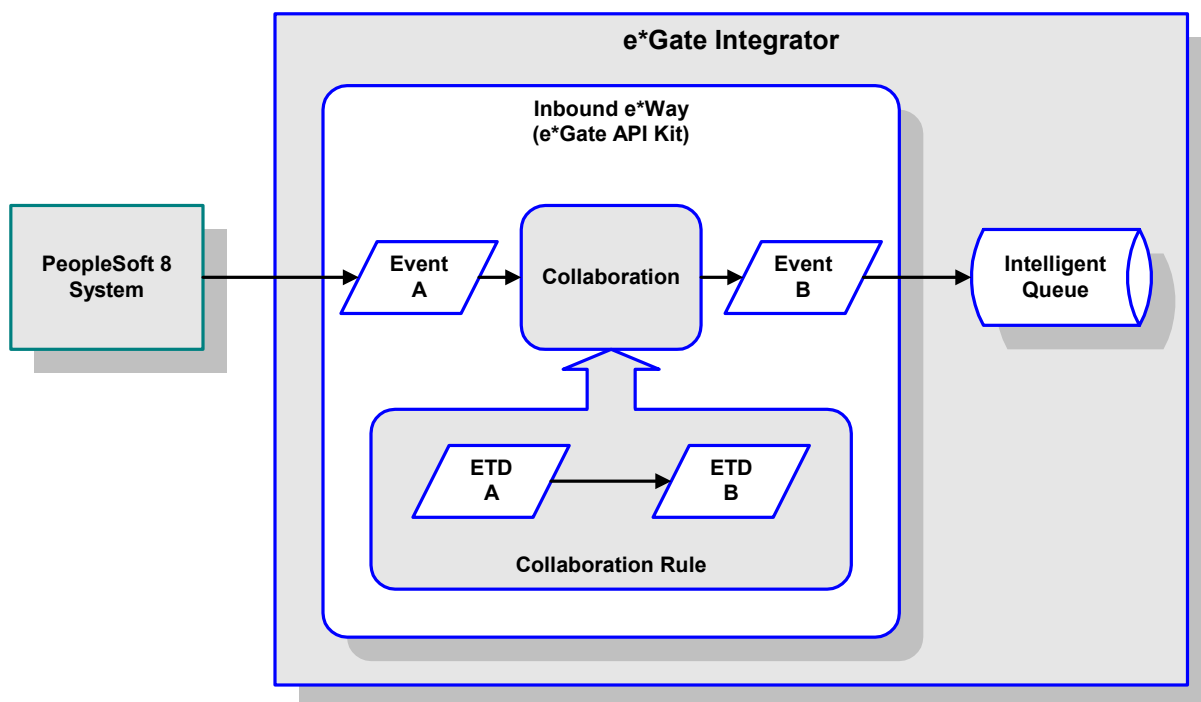 e*Gate Integrator
Inbound e*Way
(e*Gate API Kit)
PeopleSoft 8
System
Event
A
Collaboration
Event
B
Intelligent
Queue
ETD
A
ETD
B
Collaboration Rule